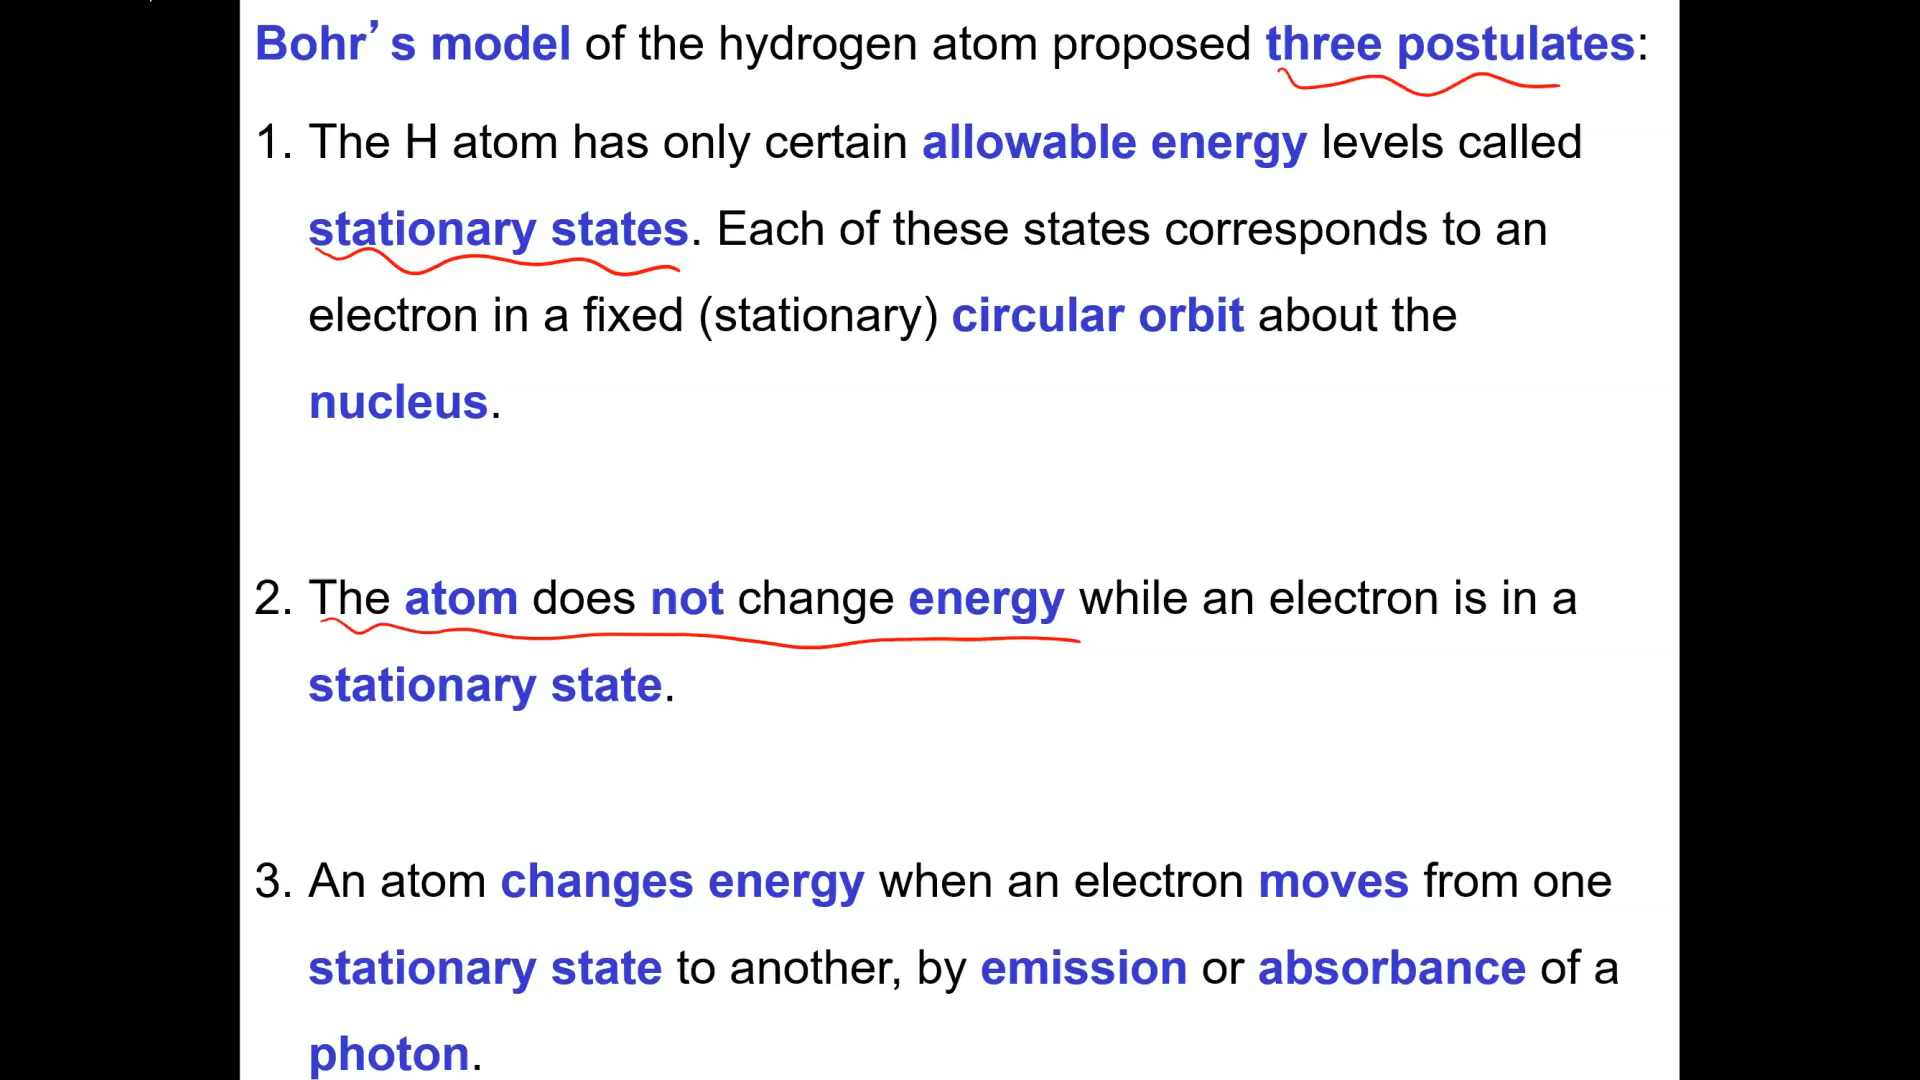 Bohr’s model of the hydrogen atom proposed three postulates:
1. The H atom has only certain allowable energy levels called
stationary states. Each of these states corresponds to an
electron in a fixed (stationary) circular orbit about the
nucleus.
2. The atom does not change energy while an electron is in a
stationary state.
3. An atom changes energy when an electron moves from one
stationary state to another, by emission or absorbance of a
photon.